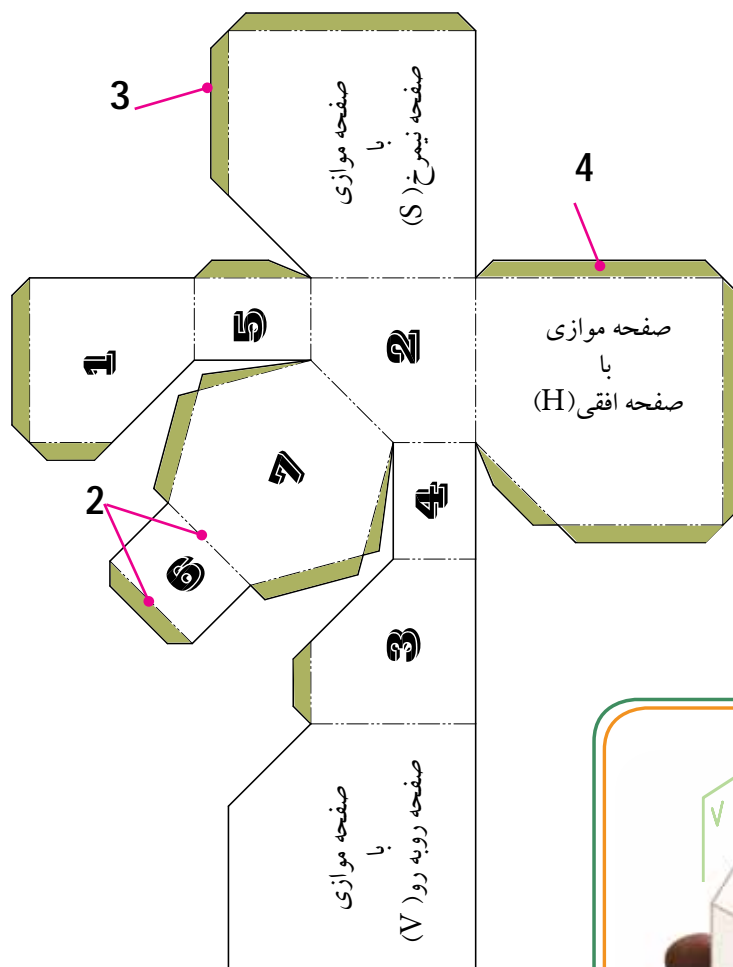 3
صفحه موازی
با
صفحه نیمرخ(S)
4
1
5
2
صفحه موازی
با
صفحه افقی(H)
7
4
2
6
3
صفحه موازی
با
صفحه روبه رو(V)
V